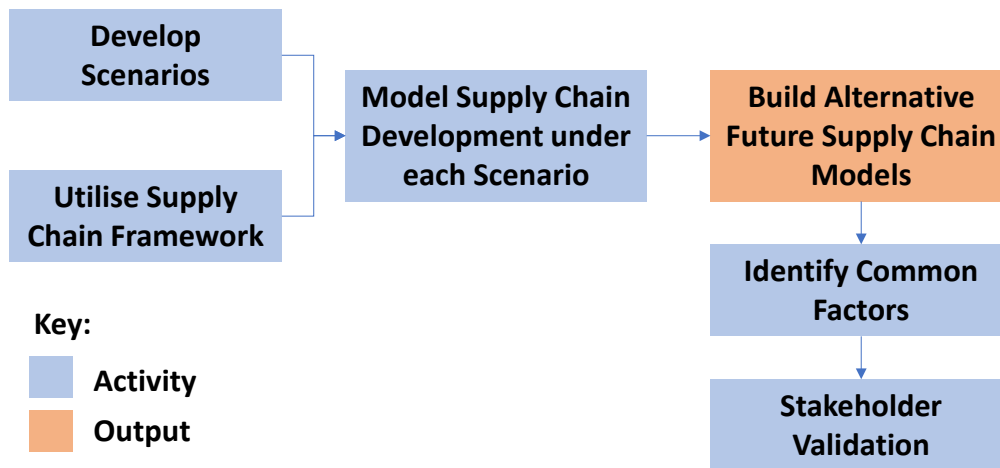 Develop
Scenarios
Utilise Supply
Chain Framework
Model Supply Chain
Development under
each Scenario
Build Alternative
Future Supply Chain
Models
Identify Common
Factors
Stakeholder
Validation
Key:
Activity
Output